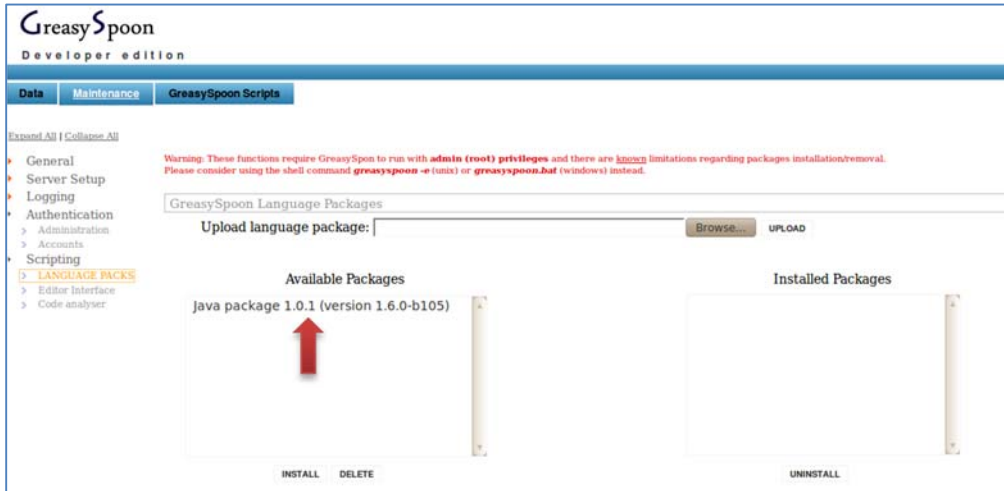 GreasySpoon
Developer edition
Data Maintenance GreasySpoon Scripts
Expand All | Collapse All
General
Server Setup
Logging
Authentication
Administration
Accounts
Scripting
LANGUAGE PACKS
Editor Interface
Code analyser
Warning: These functions require GreasySpon to run with admin (root) privileges and there are known limitations regarding packages installation/removal.
Please consider using the shell command greasyspoon -e (unix) or greasyspoon.bat (windows) instead.
GreasySpoon Language Packages
Upload language package: Browse... UPLOAD
Available Packages
Java package 1.0.1 (version 1.6.0-b105)
INSTALL DELETE
Installed Packages
UNINSTALL